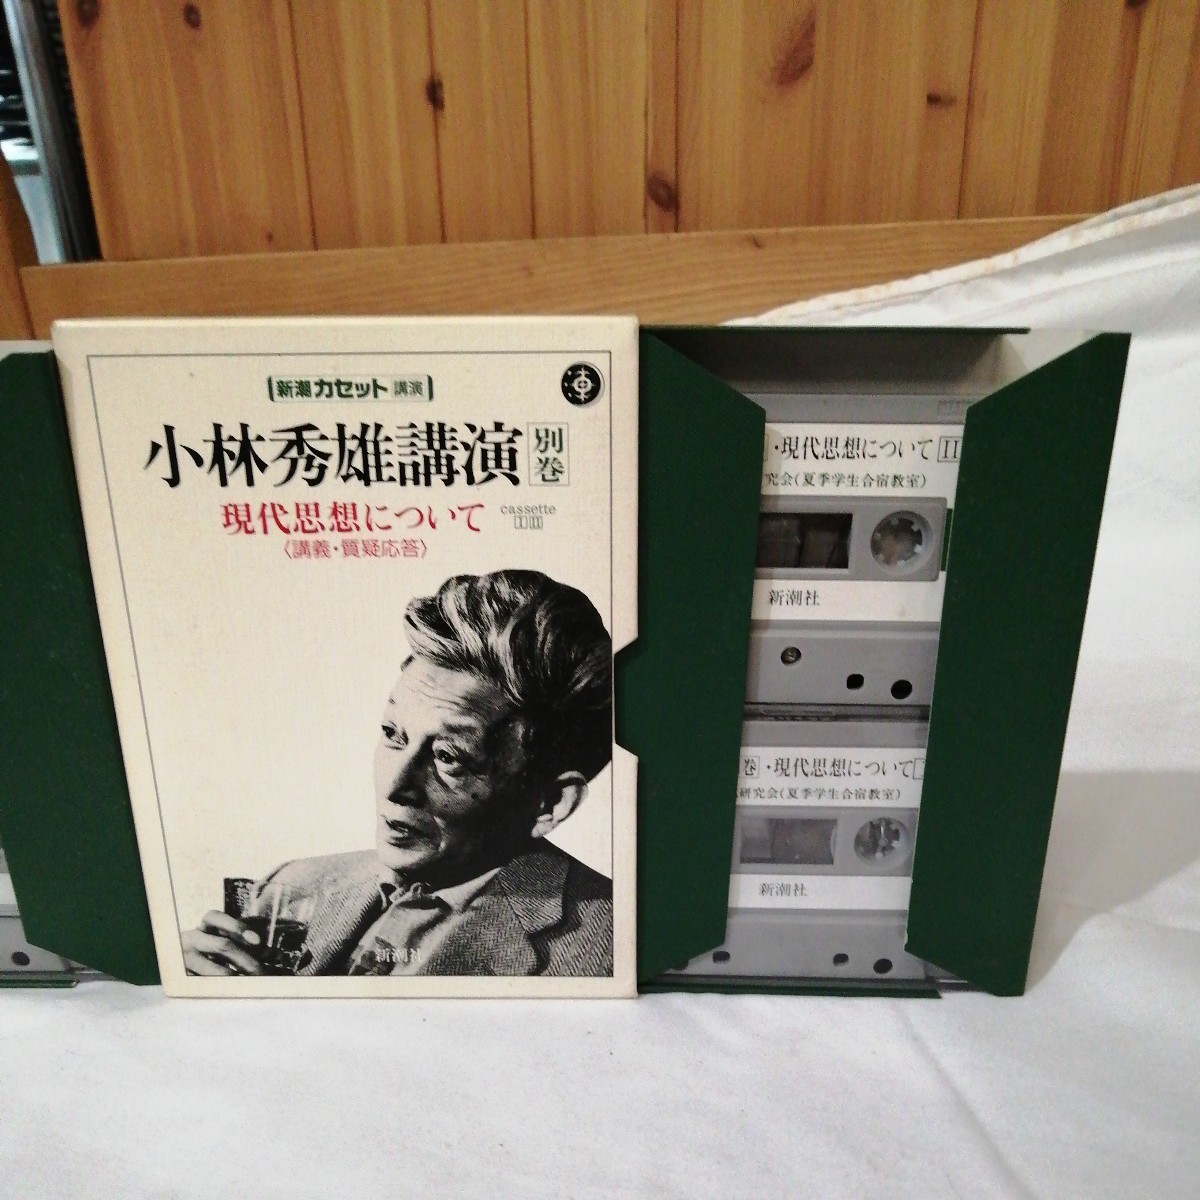 新潮カセット 講演
小林秀雄講演 別巻
現代思想について
cassette
I II
〈講義・質疑応答〉
新潮社
・現代思想について II
究会(夏季学生合宿教室)
新潮社
巻・現代思想について
研究会(夏季学生合宿教室)
新潮社